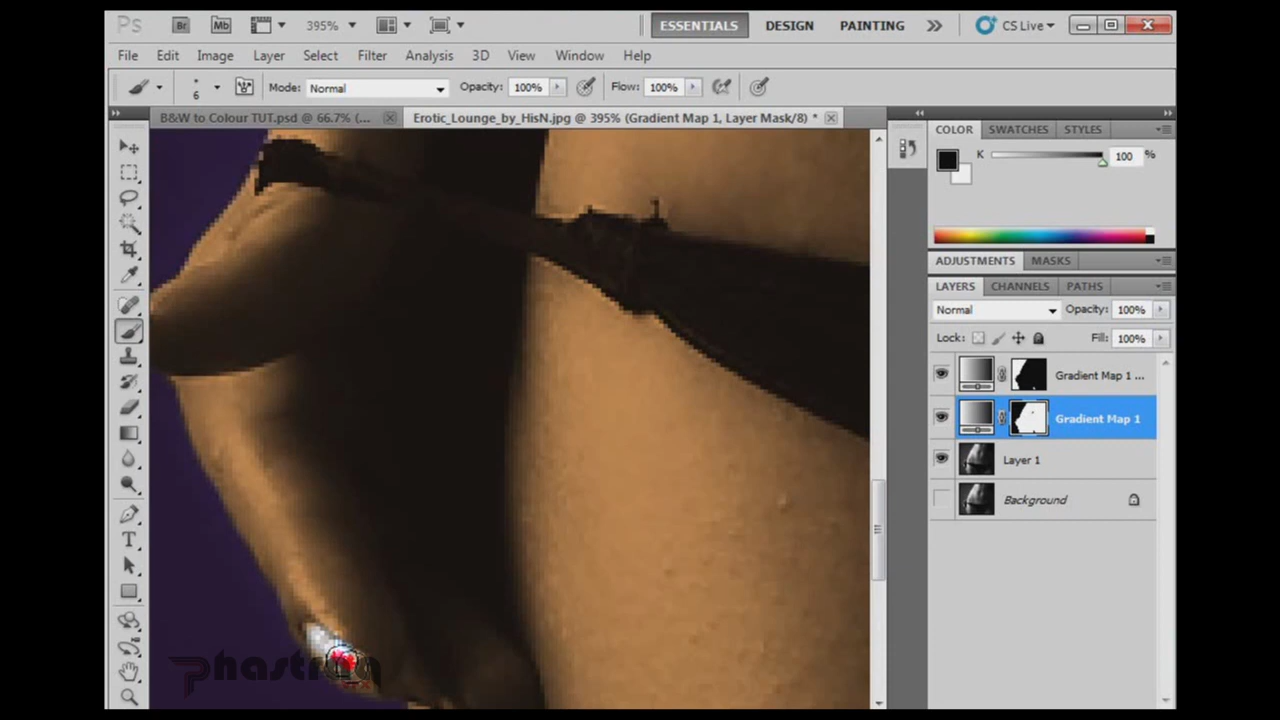 Ps Br Mb 395% ESSENTIALS DESIGN PAINTING CS Live
File Edit Image Layer Select Filter Analysis 3D View Window Help
6 Mode: Normal Opacity: 100% Flow: 100%
B&W to Colour TUT.psd @ 66.7% (... Erotic_Lounge_by_HisN.jpg @ 395% (Gradient Map 1, Layer Mask/8) *
COLOR SWATCHES STYLES
K 100 %
ADJUSTMENTS MASKS
LAYERS CHANNELS PATHS
Normal Opacity: 100%
Lock: Fill: 100%
Gradient Map 1 ...
Gradient Map 1
Layer 1
Background
T